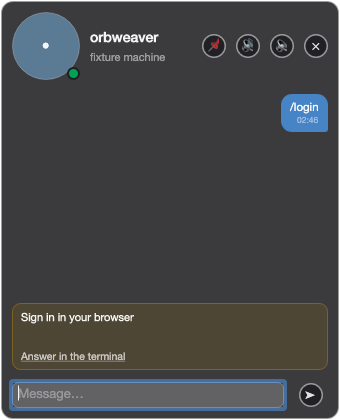 orbweaver
fixture machine
/login
02:46
Sign in in your browser
Answer in the terminal
Message…